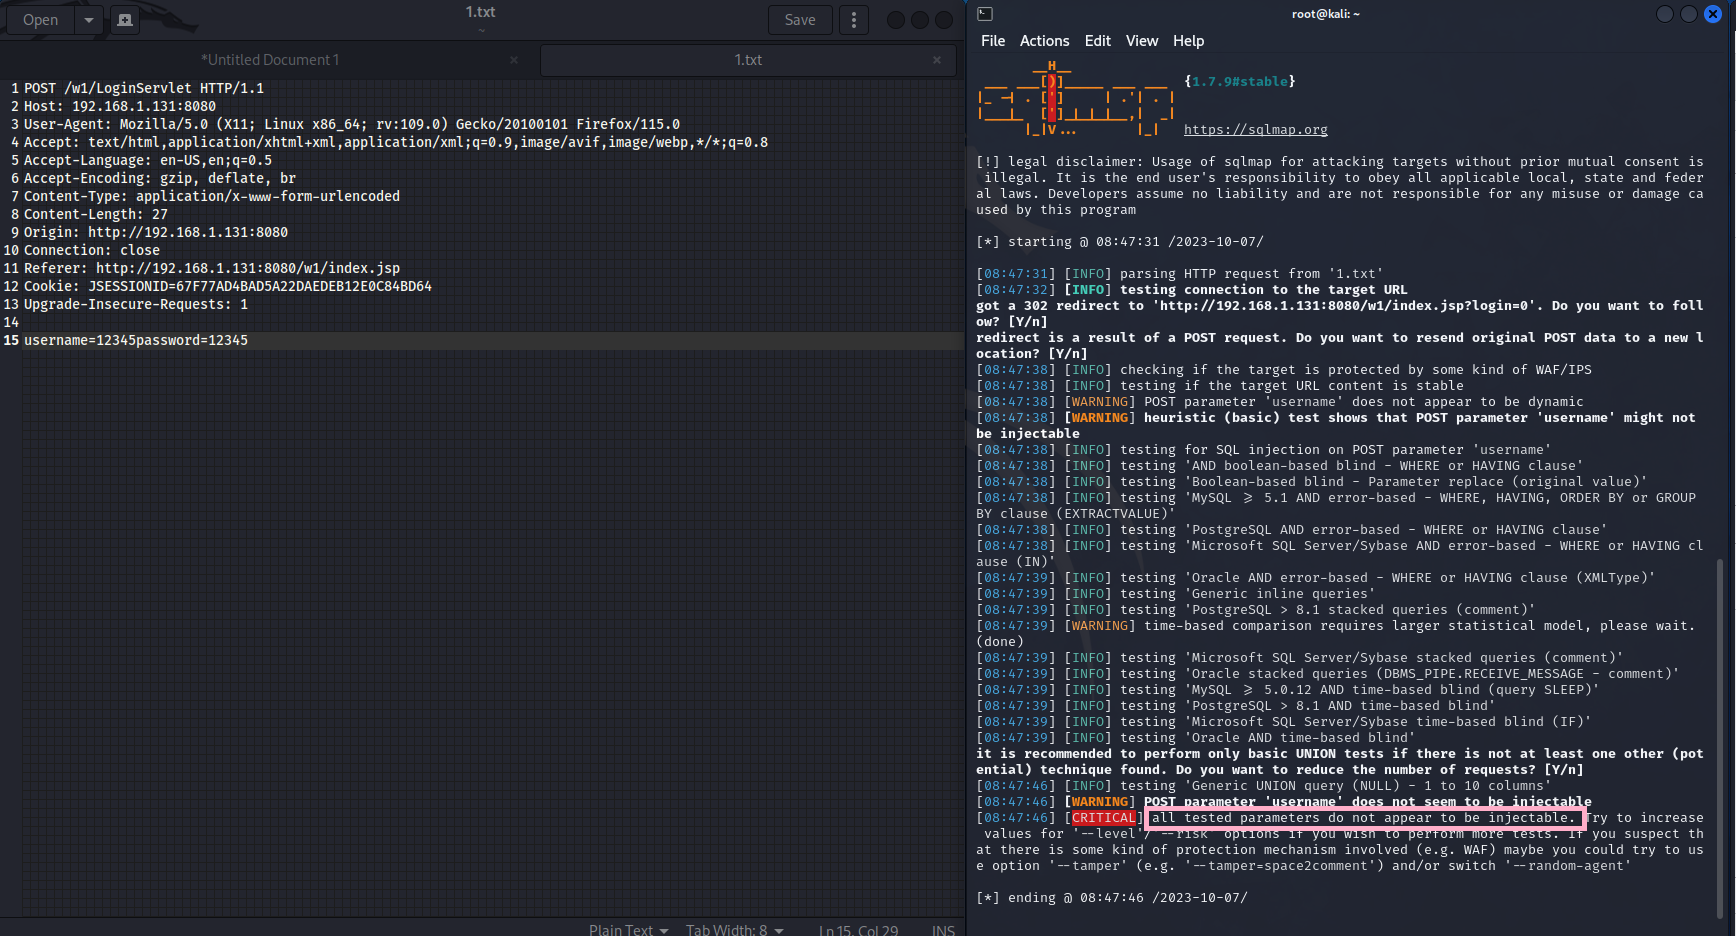 Open
1.txt
~
Save
root@kali: ~
*Untitled Document 1
1.txt
1 POST /w1/LoginServlet HTTP/1.1
2 Host: 192.168.1.131:8080
3 User-Agent: Mozilla/5.0 (X11; Linux x86_64; rv:109.0) Gecko/20100101 Firefox/115.0
4 Accept: text/html,application/xhtml+xml,application/xml;q=0.9,image/avif,image/webp,*/*;q=0.8
5 Accept-Language: en-US,en;q=0.5
6 Accept-Encoding: gzip, deflate, br
7 Content-Type: application/x-www-form-urlencoded
8 Content-Length: 27
9 Origin: http://192.168.1.131:8080
10 Connection: close
11 Referer: http://192.168.1.131:8080/w1/index.jsp
12 Cookie: JSESSIONID=67F77AD4BAD5A22DAEDEB12E0C84BD64
13 Upgrade-Insecure-Requests: 1
14
15 username=12345password=12345
Plain Text
Tab Width: 8
Ln 15, Col 29
INS
File Actions Edit View Help
        __H__
 ___ ___[)]_____ ___ ___  {1.7.9#stable}
|_ -| . [']     | .'| . |
|___|_  [']_|_|_|__,|  _|
      |_|V...       |_|   https://sqlmap.org
[!] legal disclaimer: Usage of sqlmap for attacking targets without prior mutual consent is
 illegal. It is the end user's responsibility to obey all applicable local, state and feder
al laws. Developers assume no liability and are not responsible for any misuse or damage ca
used by this program
[*] starting @ 08:47:31 /2023-10-07/
[08:47:31] [INFO] parsing HTTP request from '1.txt'
[08:47:32] [INFO] testing connection to the target URL
got a 302 redirect to 'http://192.168.1.131:8080/w1/index.jsp?login=0'. Do you want to foll
ow? [Y/n]
redirect is a result of a POST request. Do you want to resend original POST data to a new l
ocation? [Y/n]
[08:47:38] [INFO] checking if the target is protected by some kind of WAF/IPS
[08:47:38] [INFO] testing if the target URL content is stable
[08:47:38] [WARNING] POST parameter 'username' does not appear to be dynamic
[08:47:38] [WARNING] heuristic (basic) test shows that POST parameter 'username' might not
be injectable
[08:47:38] [INFO] testing for SQL injection on POST parameter 'username'
[08:47:38] [INFO] testing 'AND boolean-based blind - WHERE or HAVING clause'
[08:47:38] [INFO] testing 'Boolean-based blind - Parameter replace (original value)'
[08:47:38] [INFO] testing 'MySQL >= 5.1 AND error-based - WHERE, HAVING, ORDER BY or GROUP
BY clause (EXTRACTVALUE)'
[08:47:38] [INFO] testing 'PostgreSQL AND error-based - WHERE or HAVING clause'
[08:47:38] [INFO] testing 'Microsoft SQL Server/Sybase AND error-based - WHERE or HAVING cl
ause (IN)'
[08:47:39] [INFO] testing 'Oracle AND error-based - WHERE or HAVING clause (XMLType)'
[08:47:39] [INFO] testing 'Generic inline queries'
[08:47:39] [INFO] testing 'PostgreSQL > 8.1 stacked queries (comment)'
[08:47:39] [WARNING] time-based comparison requires larger statistical model, please wait.
(done)
[08:47:39] [INFO] testing 'Microsoft SQL Server/Sybase stacked queries (comment)'
[08:47:39] [INFO] testing 'Oracle stacked queries (DBMS_PIPE.RECEIVE_MESSAGE - comment)'
[08:47:39] [INFO] testing 'MySQL >= 5.0.12 AND time-based blind (query SLEEP)'
[08:47:39] [INFO] testing 'PostgreSQL > 8.1 AND time-based blind'
[08:47:39] [INFO] testing 'Microsoft SQL Server/Sybase time-based blind (IF)'
[08:47:39] [INFO] testing 'Oracle AND time-based blind'
it is recommended to perform only basic UNION tests if there is not at least one other (pot
ential) technique found. Do you want to reduce the number of requests? [Y/n]
[08:47:46] [INFO] testing 'Generic UNION query (NULL) - 1 to 10 columns'
[08:47:46] [WARNING] POST parameter 'username' does not seem to be injectable
[08:47:46] [CRITICAL] all tested parameters do not appear to be injectable. Try to increase
 values for '--level'/'--risk' options if you wish to perform more tests. If you suspect th
at there is some kind of protection mechanism involved (e.g. WAF) maybe you could try to us
e option '--tamper' (e.g. '--tamper=space2comment') and/or switch '--random-agent'
[*] ending @ 08:47:46 /2023-10-07/